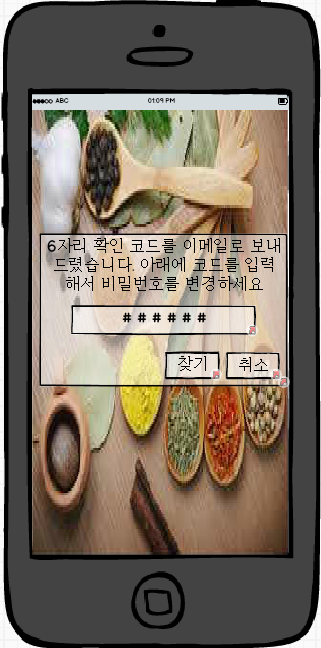 ABC 01:09 PM
6자리 확인 코드를 이메일로 보내
드렸습니다. 아래에 코드를 입력
해서 비밀번호를 변경하세요
# # # # # #
찾기 취소